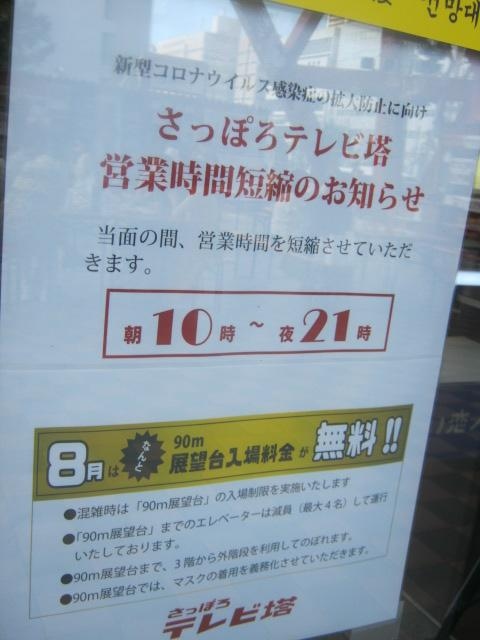 전망대
新型コロナウイルス感染症の拡大防止に向け
さっぽろテレビ塔
営業時間短縮のお知らせ
当面の間、営業時間を短縮させていただ
きます。
朝10時～夜21時
8月は なんと 90m
展望台入場料金が 無料!!
●混雑時は「90m展望台」の入場制限を実施いたします
●「90m展望台」までのエレベーターは減員（最大4名）して運行
いたしております。
●90m展望台まで、3階から外階段を利用してのぼれます。
●90m展望台では、マスクの着用を義務化させていただきます。
さっぽろ
テレビ塔